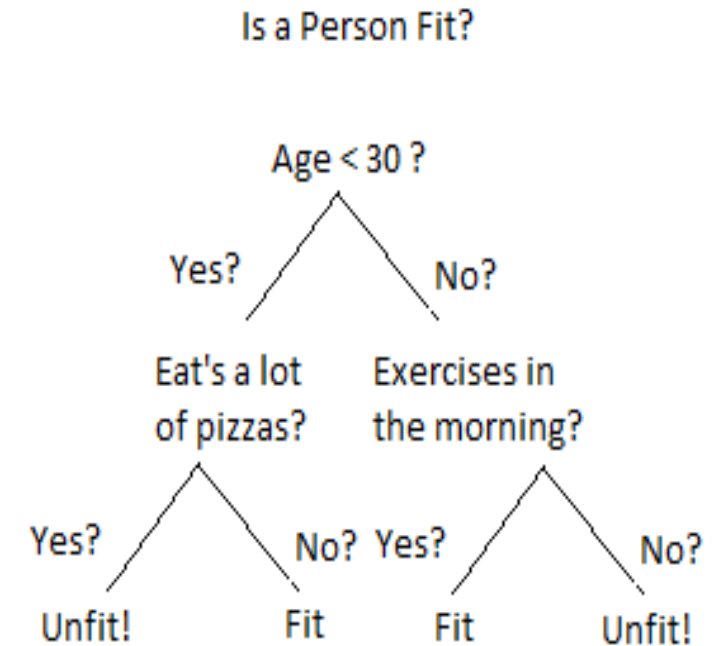 Is a Person Fit?
Age < 30 ?
Yes?
No?
Eat's a lot
of pizzas?
Exercises in
the morning?
Yes?
No?
Yes?
No?
Unfit!
Fit
Fit
Unfit!